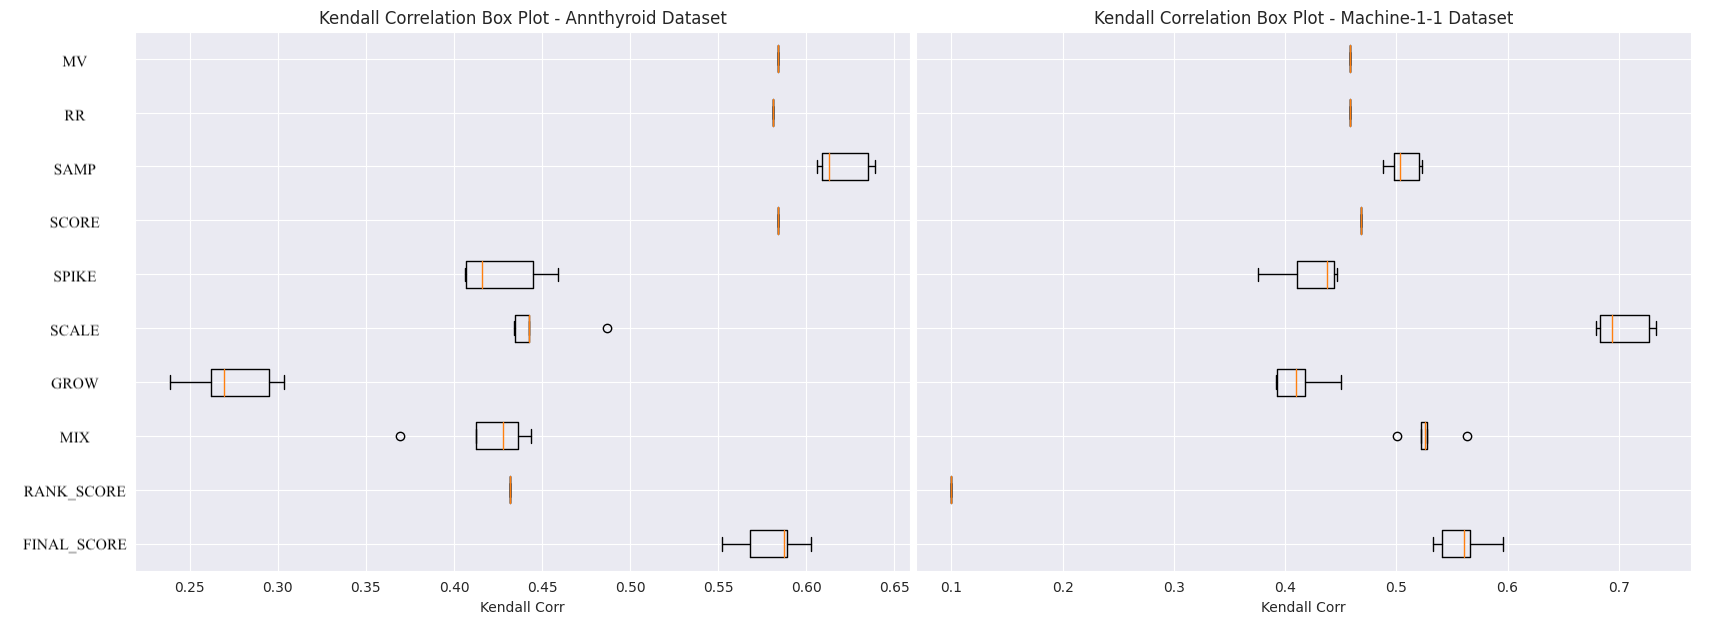 Kendall Correlation Box Plot - Annthyroid Dataset
Kendall Correlation Box Plot - Machine-1-1 Dataset
MV
RR
SAMP
SCORE
SPIKE
SCALE
GROW
MIX
RANK_SCORE
FINAL_SCORE
0.25 0.30 0.35 0.40 0.45 0.50 0.55 0.60 0.65
0.1 0.2 0.3 0.4 0.5 0.6 0.7
Kendall Corr
Kendall Corr